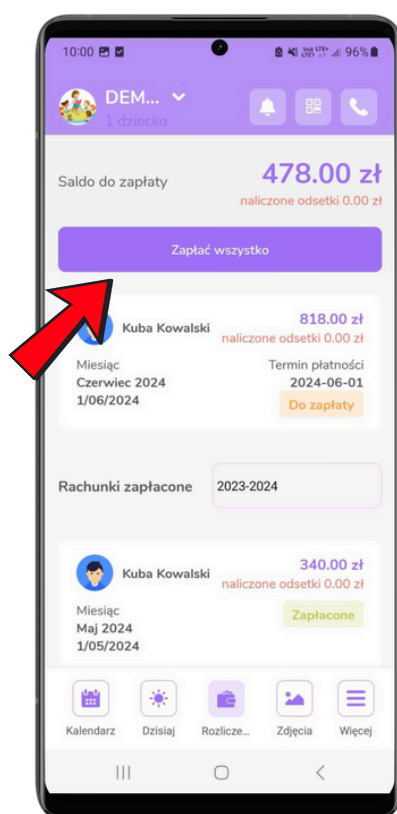 10:00 96%
DEM...
1 dziecko
Saldo do zapłaty 478.00 zł
naliczone odsetki 0.00 zł
Zapłać wszystko
Kuba Kowalski 818.00 zł
naliczone odsetki 0.00 zł
Miesiąc Termin płatności
Czerwiec 2024 2024-06-01
1/06/2024 Do zapłaty
Rachunki zapłacone 2023-2024
Kuba Kowalski 340.00 zł
naliczone odsetki 0.00 zł
Miesiąc Zapłacone
Maj 2024
1/05/2024
Kalendarz Dzisiaj Rozlicze... Zdjęcia Więcej